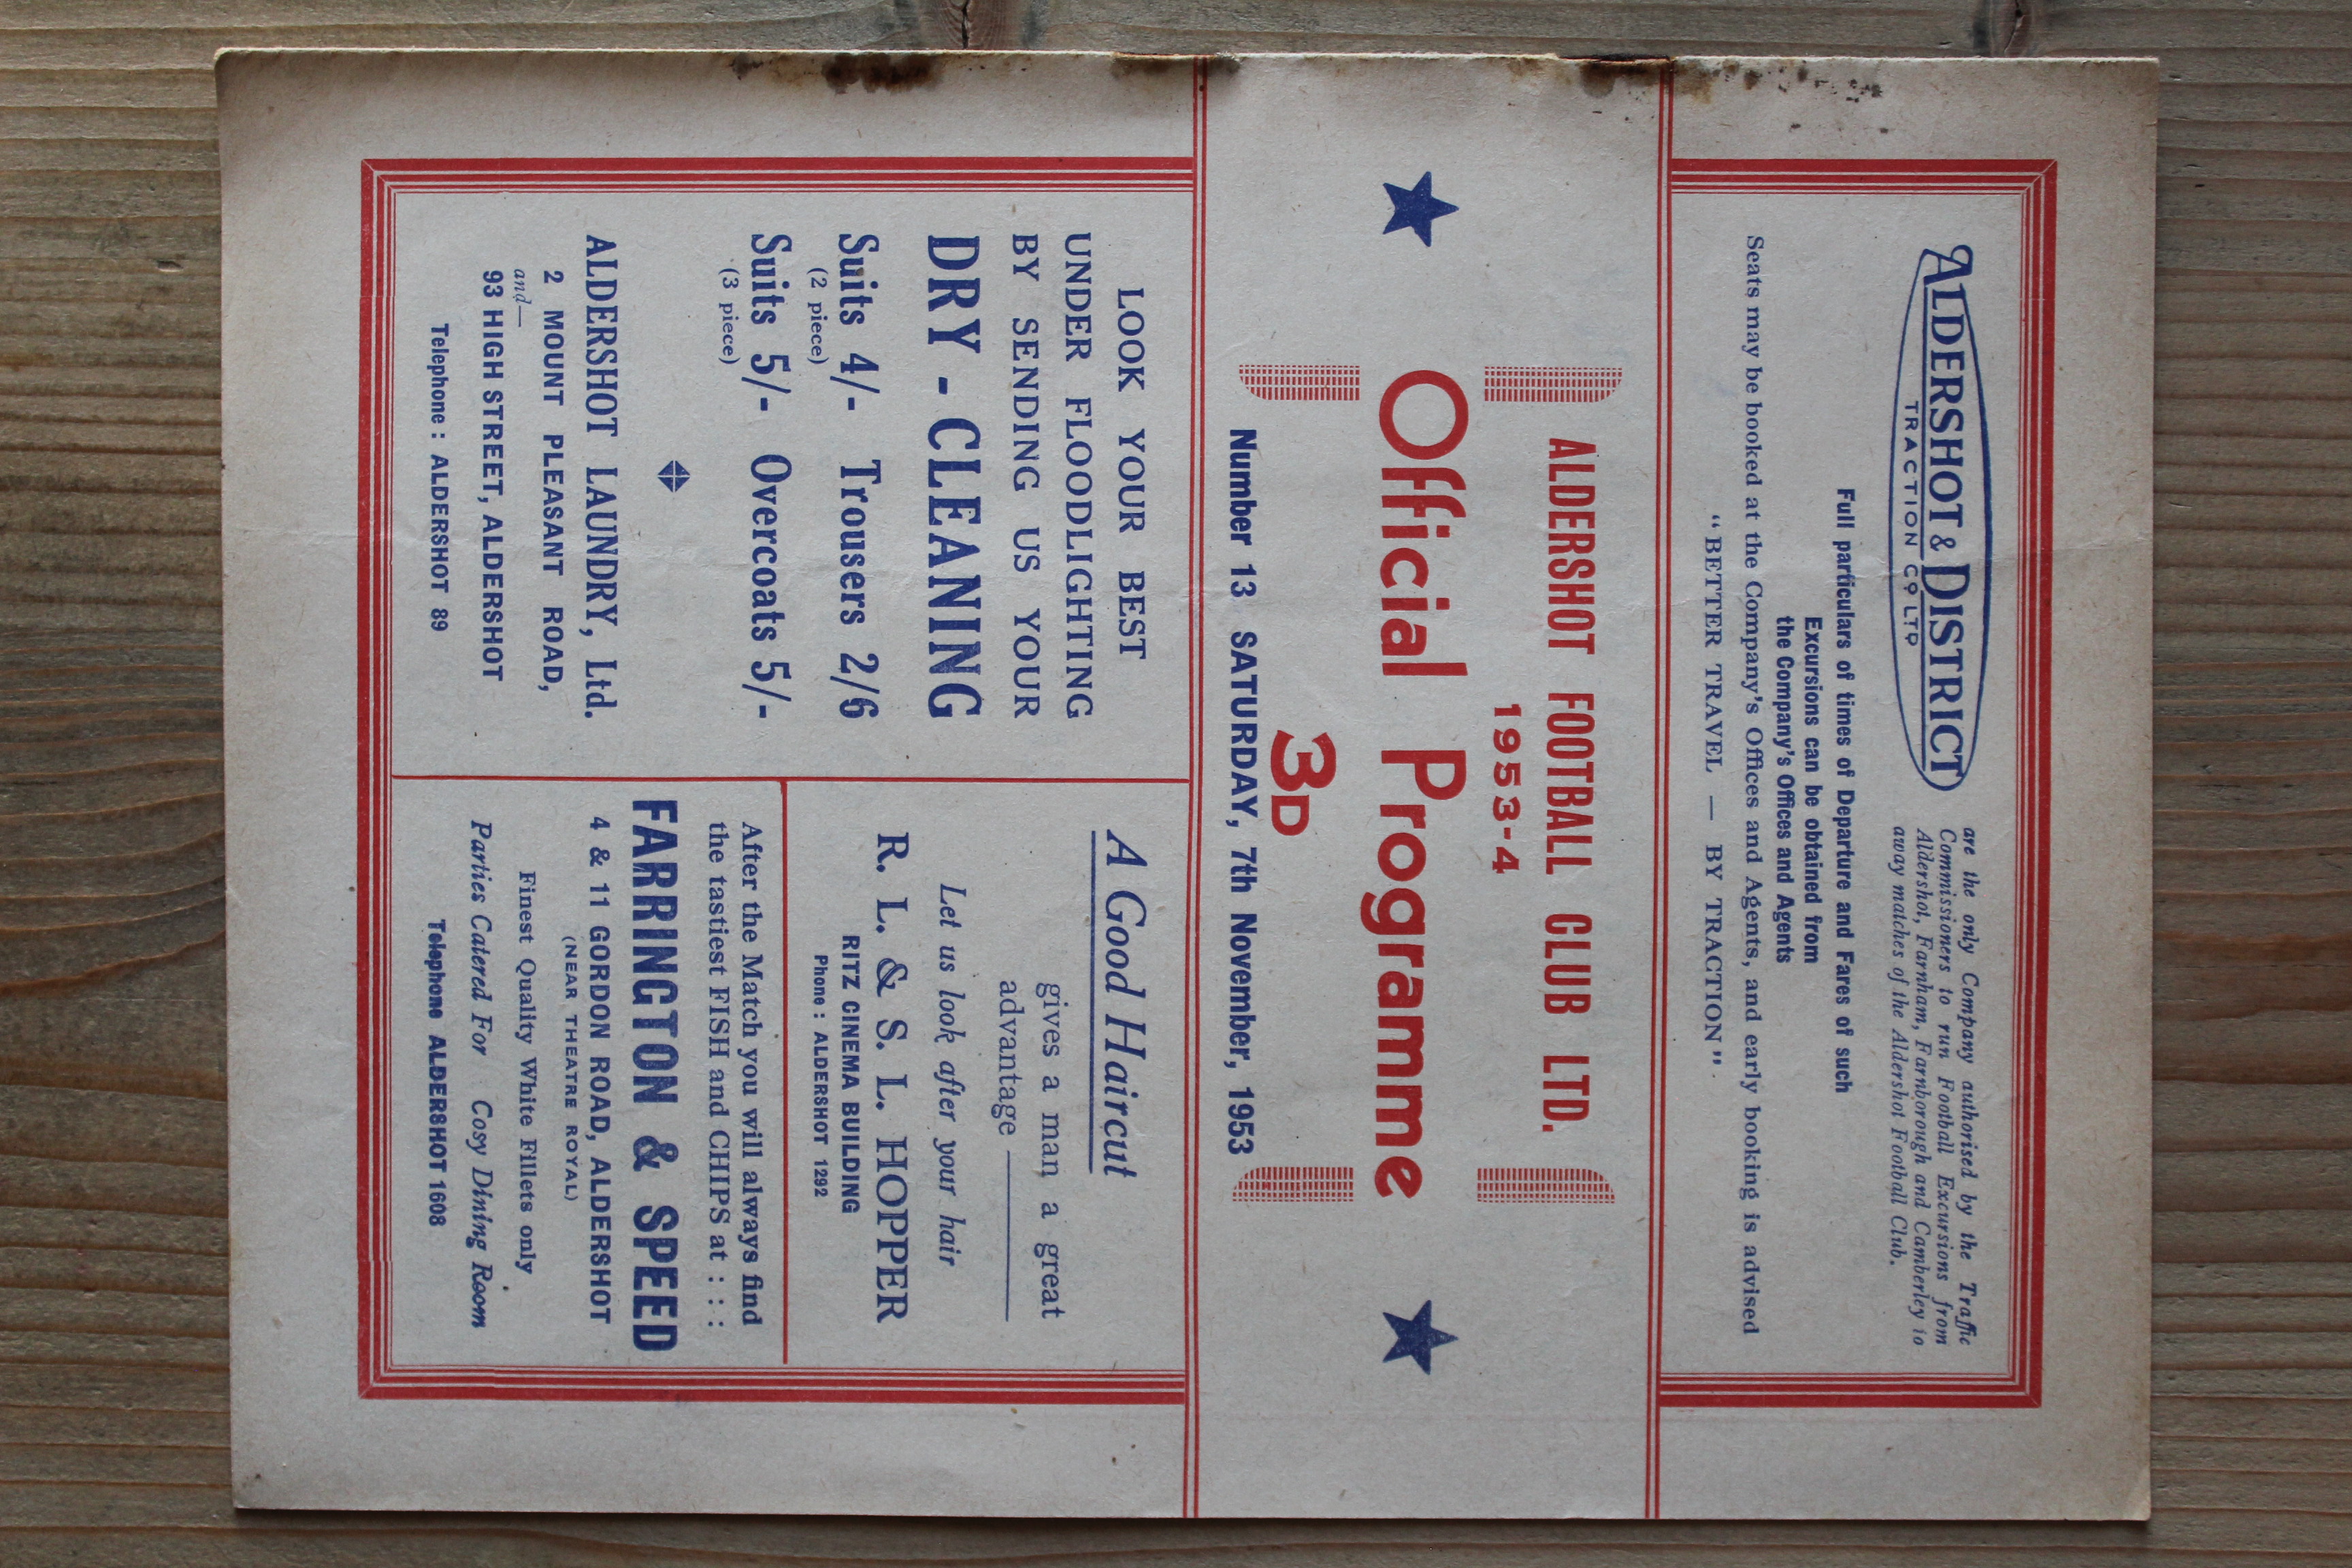 ALDERSHOT & DISTRICT
TRACTION CO LTD
are the only Company authorised by the Traffic
Commissioners to run Football Excursions from
Aldershot, Farnham, Farnborough and Camberley to
away matches of the Aldershot Football Club.
Full particulars of times of Departure and Fares of such
Excursions can be obtained from
the Company's Offices and Agents
Seats may be booked at the Company's Offices and Agents, and early booking is advised
"BETTER TRAVEL — BY TRACTION"
ALDERSHOT FOOTBALL CLUB LTD.
1953-4
Official Programme
3D
Number 13 SATURDAY, 7th November, 1953
LOOK YOUR BEST
UNDER FLOODLIGHTING
BY SENDING US YOUR
DRY-CLEANING
Suits 4/- Trousers 2/6
(2 piece)
Suits 5/- Overcoats 5/-
(3 piece)
ALDERSHOT LAUNDRY, Ltd.
2 MOUNT PLEASANT ROAD,
and—
93 HIGH STREET, ALDERSHOT
Telephone : ALDERSHOT 89
A Good Haircut
gives a man a great
advantage
Let us look after your hair
R. L. & S. L. HOPPER
RITZ CINEMA BUILDING
Phone : ALDERSHOT 1292
After the Match you will always find
the tastiest FISH and CHIPS at : : :
FARRINGTON & SPEED
4 & 11 GORDON ROAD, ALDERSHOT
(NEAR THEATRE ROYAL)
Finest Quality White Fillets only
Parties Catered For Cosy Dining Room
Telephone ALDERSHOT 1608